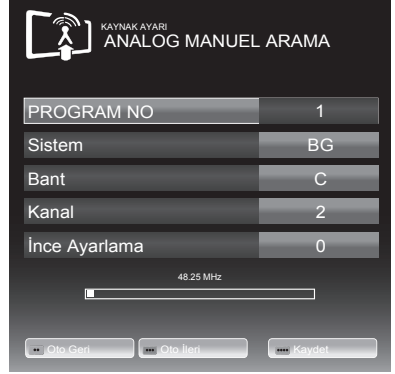 KAYNAK AYARI
ANALOG MANUEL ARAMA
PROGRAM NO 1
Sistem BG
Bant C
Kanal 2
İnce Ayarlama 0
48.25 MHz
Oto Geri Oto İleri Kaydet